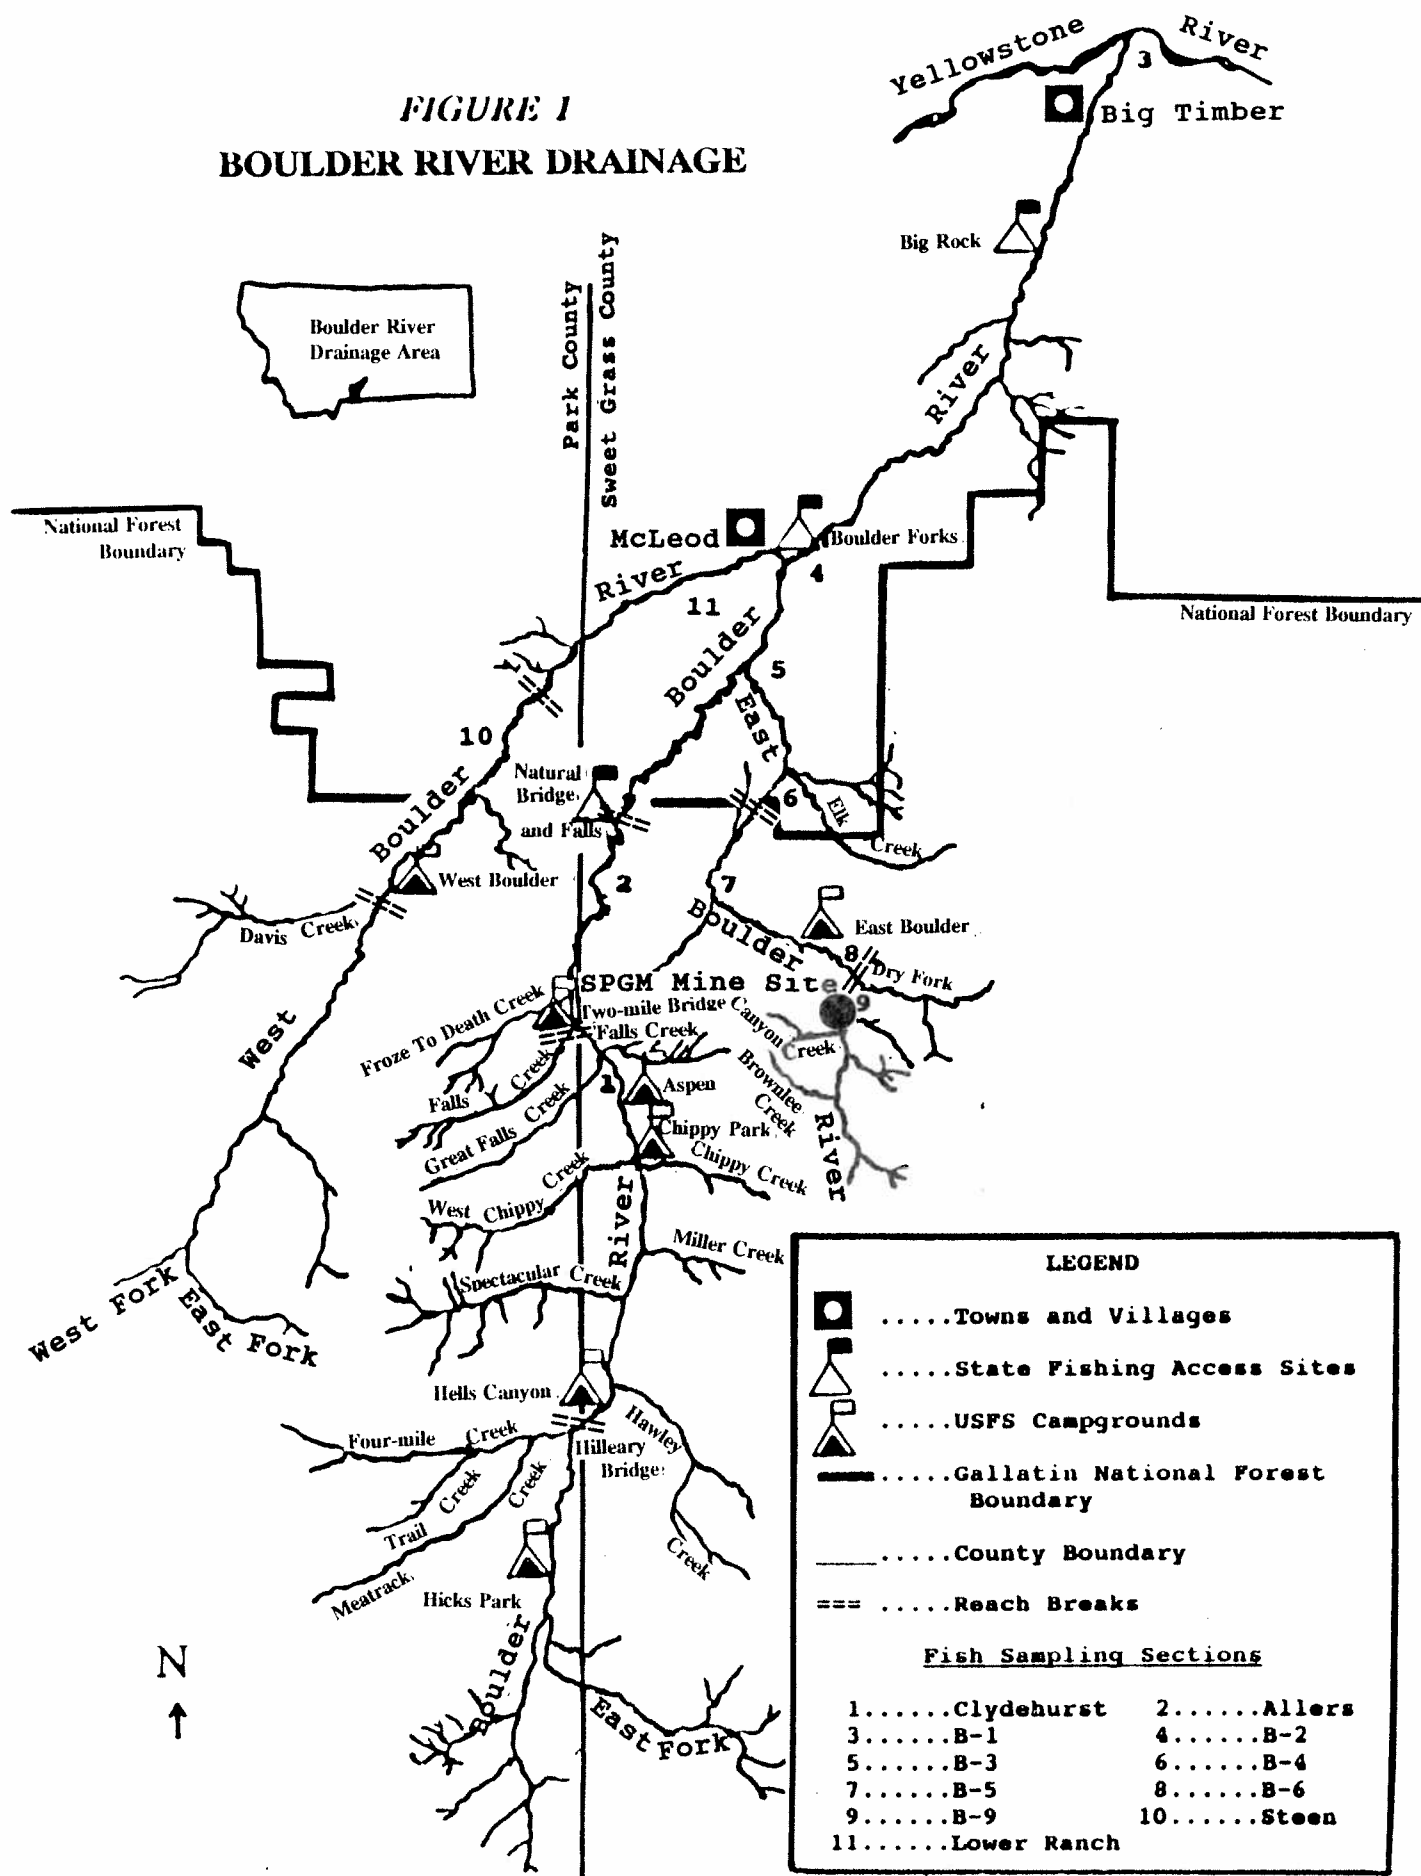 FIGURE 1
BOULDER RIVER DRAINAGE
Yellowstone River
3
Big Timber
Big Rock
Boulder River
Drainage Area
Park County
Sweet Grass County
River
National Forest
Boundary
McLeod
Boulder Forks
River
4
11
National Forest Boundary
Boulder
5
East
10
Natural
Bridge
and Falls
6
Elk
Creek
Boulder
West Boulder
2
7
Davis Creek
Boulder
East Boulder
8
Dry Fork
SPGM Mine Site
9
West
Froze To Death Creek
Two-mile Bridge
Falls Creek
Canyon
Creek
Falls Creek
1
Aspen
Brownlee
Creek
Great Falls Creek
Chippy Park
Chippy Creek
River
West Chippy Creek
River
Miller Creek
Spectacular Creek
West Fork
East Fork
Hells Canyon
Hawley
Creek
Four-mile Creek
Hilleary
Bridge
Trail Creek
Meatrack Creek
Hicks Park
Boulder
East Fork
N
LEGEND
.....Towns and Villages
.....State Fishing Access Sites
.....USFS Campgrounds
.....Gallatin National Forest
Boundary
.....County Boundary
=== .....Reach Breaks
Fish Sampling Sections
1......Clydehurst 2......Allers
3......B-1 4......B-2
5......B-3 6......B-4
7......B-5 8......B-6
9......B-9 10......Steen
11......Lower Ranch